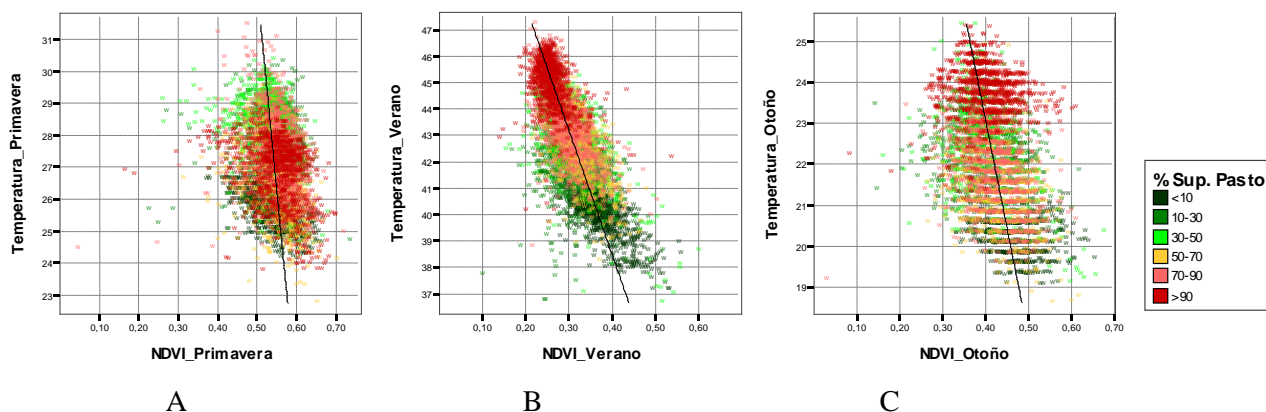 Temperatura_Primavera
31
30
29
28
27
26
25
24
23
0,10 0,20 0,30 0,40 0,50 0,60 0,70
NDVI_Primavera
A
Temperatura_Verano
47
46
45
44
43
42
41
40
39
38
37
0,10 0,20 0,30 0,40 0,50 0,60
NDVI_Verano
B
Temperatura_Otoño
25
24
23
22
21
20
19
0,10 0,20 0,30 0,40 0,50 0,60 0,70
NDVI_Otoño
C
% Sup. Pasto
<10
10-30
30-50
50-70
70-90
>90